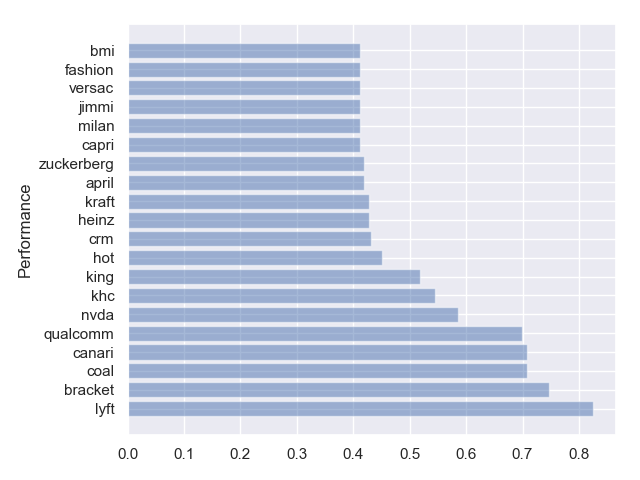 bmi
fashion
versac
jimmi
milan
capri
zuckerberg
april
kraft
heinz
crm
hot
king
khc
nvda
qualcomm
canari
coal
bracket
lyft
Performance
0.0 0.1 0.2 0.3 0.4 0.5 0.6 0.7 0.8